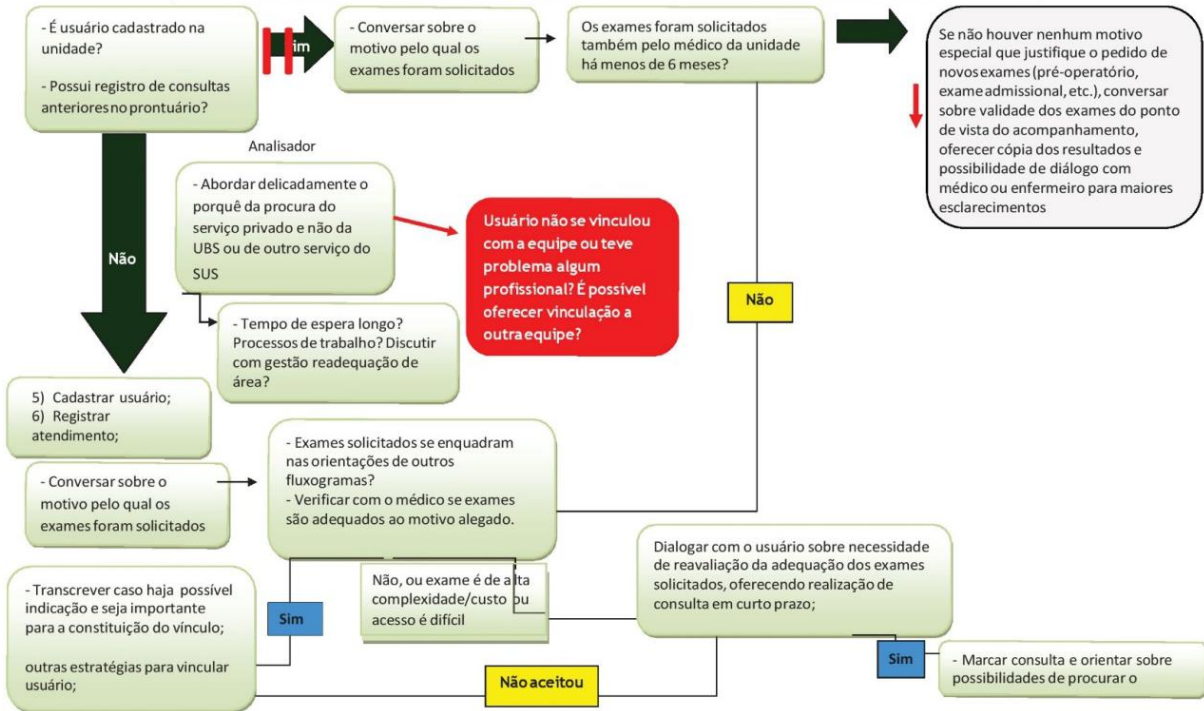 - É usuário cadastrado na
unidade?
- Possui registro de consultas
anteriores no prontuário?
im
- Conversar sobre o
motivo pelo qual os
exames foram solicitados
Os exames foram solicitados
também pelo médico da unidade
há menos de 6 meses?
Se não houver nenhum motivo
especial que justifique o pedido de
novos exames (pré-operatório,
exame admissional, etc.), conversar
sobre validade dos exames do ponto
de vista do acompanhamento,
oferecer cópia dos resultados e
possibilidade de diálogo com
médico ou enfermeiro para maiores
esclarecimentos
Não
Analisador
- Abordar delicadamente o
porquê da procura do
serviço privado e não da
UBS ou de outro serviço do
SUS
Usuário não se vinculou
com a equipe ou teve
problema algum
profissional? É possível
oferecer vinculação a
outra equipe?
Não
- Tempo de espera longo?
Processos de trabalho? Discutir
com gestão readequação de
área?
5) Cadastrar usuário;
6) Registrar
atendimento;
- Conversar sobre o
motivo pelo qual os
exames foram solicitados
- Exames solicitados se enquadram
nas orientações de outros
fluxogramas?
- Verificar com o médico se exames
são adequados ao motivo alegado.
Dialogar com o usuário sobre necessidade
de reavaliação da adequação dos exames
solicitados, oferecendo realização de
consulta em curto prazo;
- Transcrever caso haja possível
indicação e seja importante
para a constituição do vínculo;
outras estratégias para vincular
usuário;
Sim
Não, ou exame é de alta
complexidade/custo ou
acesso é difícil
Não aceitou
Sim
- Marcar consulta e orientar sobre
possibilidades de procurar o